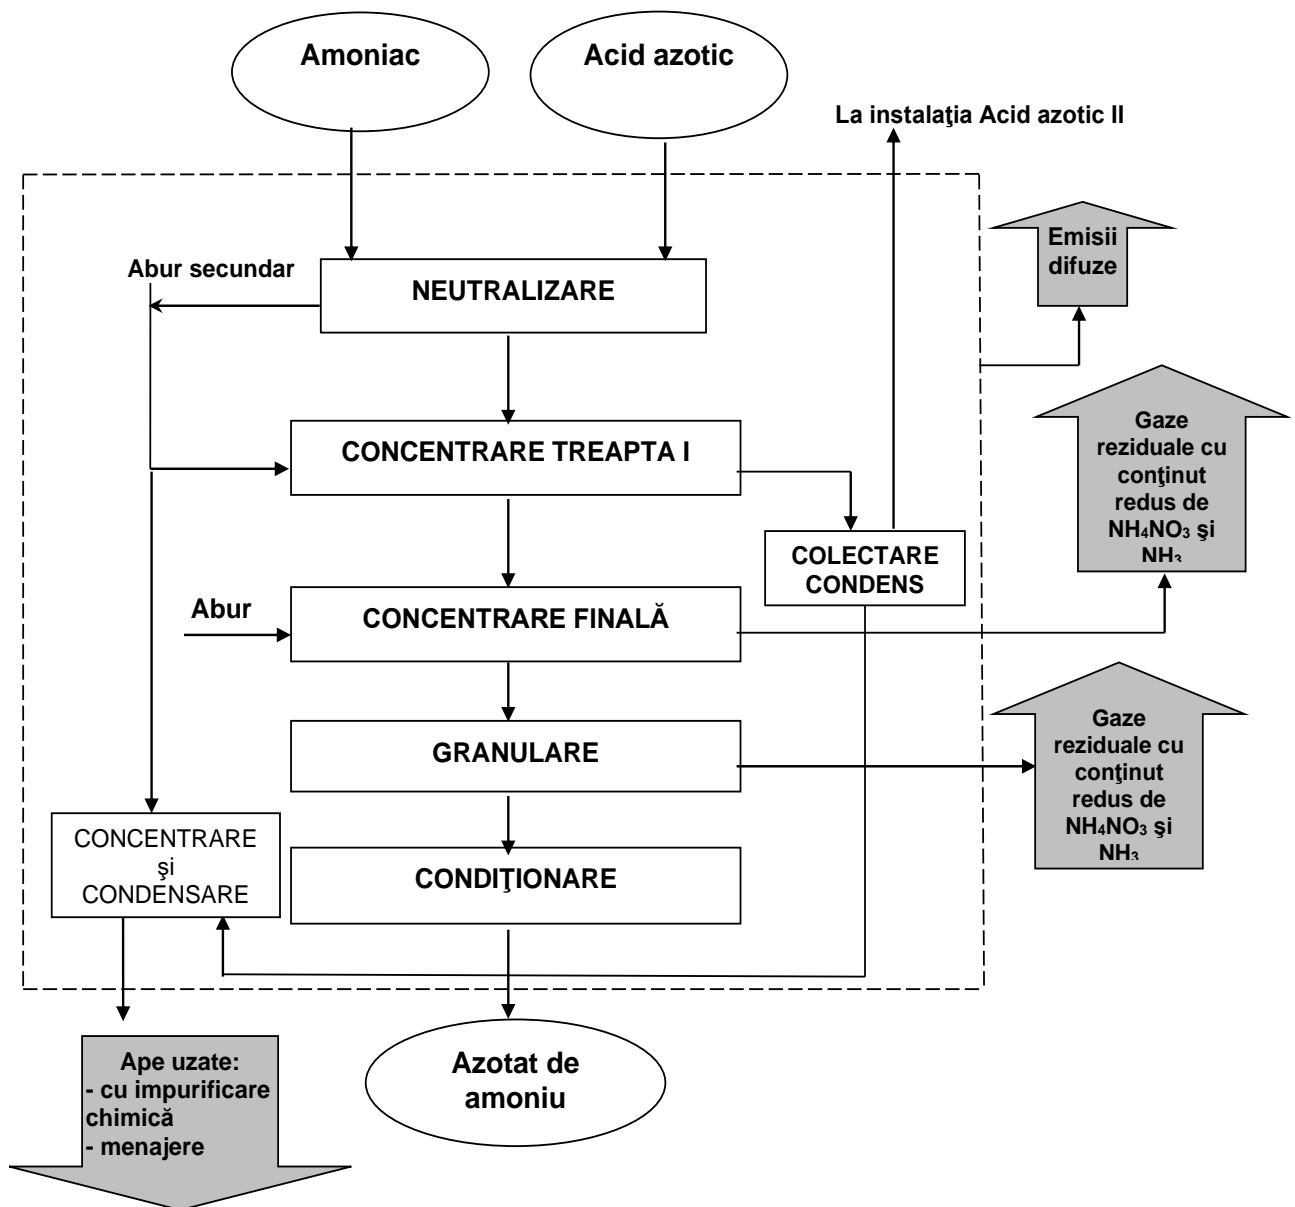 Amoniac
Acid azotic
La instalaţia Acid azotic II
Emisii
difuze
Abur secundar
NEUTRALIZARE
CONCENTRARE TREAPTA I
Gaze
reziduale cu
conţinut
redus de
NH₄NO₃ şi
NH₃
COLECTARE
CONDENS
Abur
CONCENTRARE FINALĂ
GRANULARE
Gaze
reziduale cu
conţinut
redus de
NH₄NO₃ şi
NH₃
CONCENTRARE
şi
CONDENSARE
CONDIŢIONARE
Ape uzate:
- cu impurificare
chimică
- menajere
Azotat de
amoniu